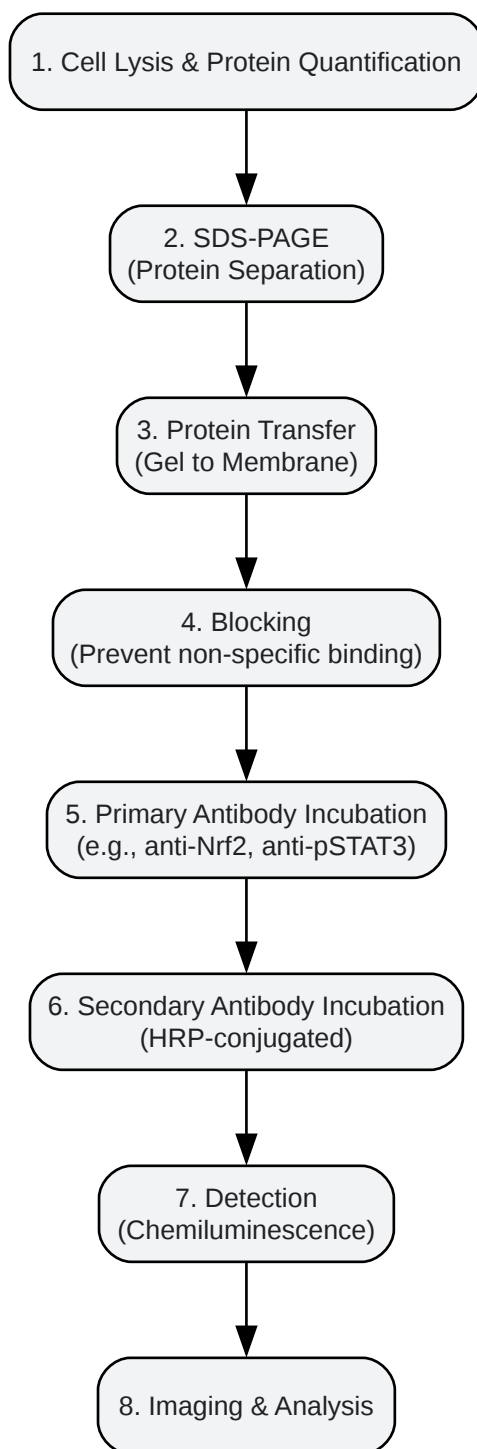 1. Cell Lysis & Protein Quantification
2. SDS-PAGE
(Protein Separation)
3. Protein Transfer
(Gel to Membrane)
4. Blocking
(Prevent non-specific binding)
5. Primary Antibody Incubation
(e.g., anti-Nrf2, anti-pSTAT3)
6. Secondary Antibody Incubation
(HRP-conjugated)
7. Detection
(Chemiluminescence)
8. Imaging & Analysis